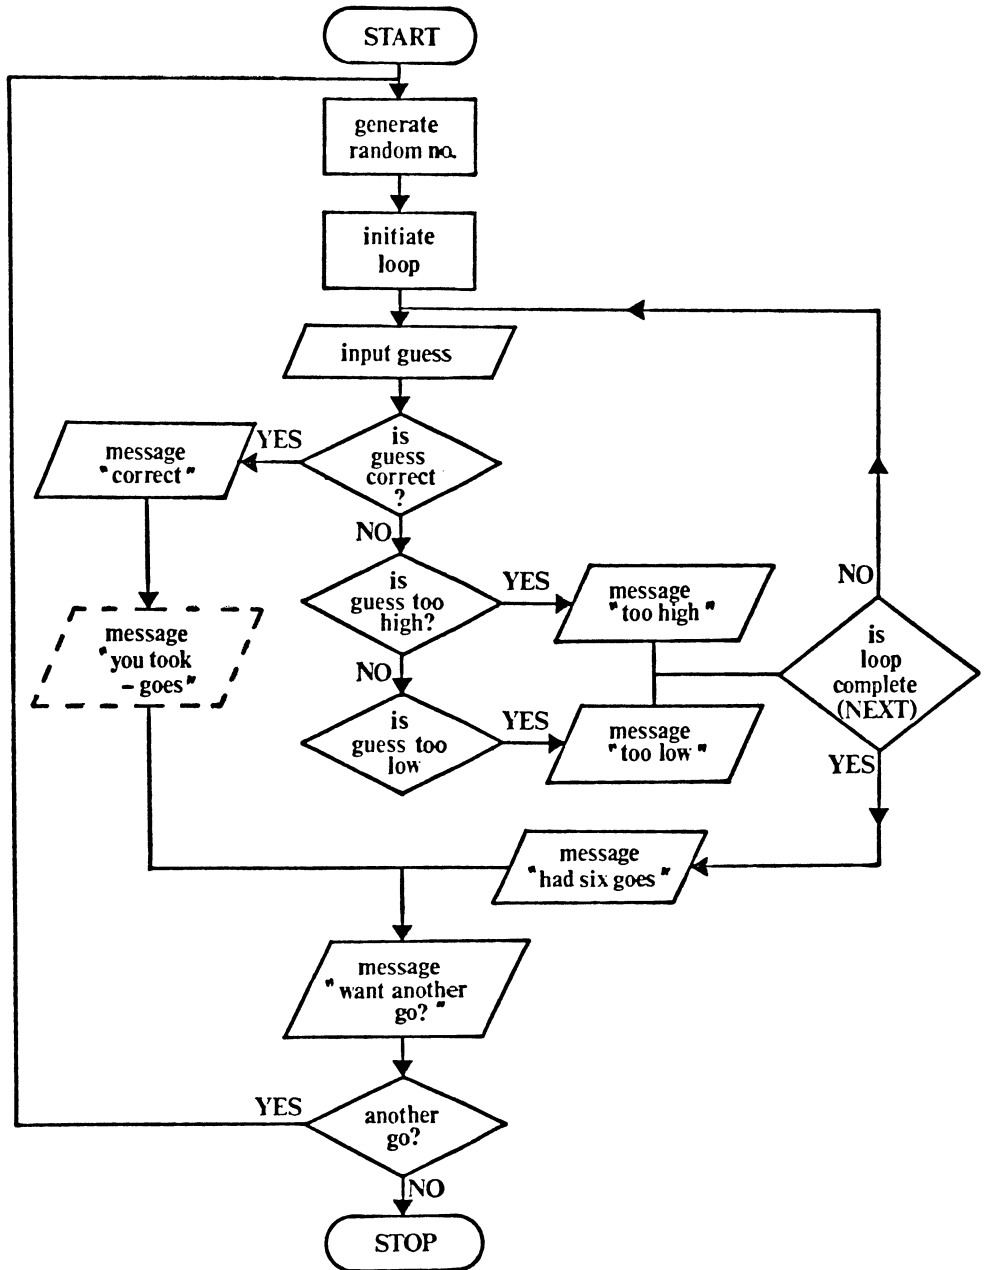 START
generate
random no.
initiate
loop
input guess
is
guess
correct
?
YES
message
"correct"
NO
message
"you took
– goes"
is
guess too
high?
YES
message
"too high"
NO
is
guess too
low
YES
message
"too low"
NO
is
loop
complete
(NEXT)
YES
message
"had six goes"
message
"want another
go?"
YES
another
go?
NO
STOP